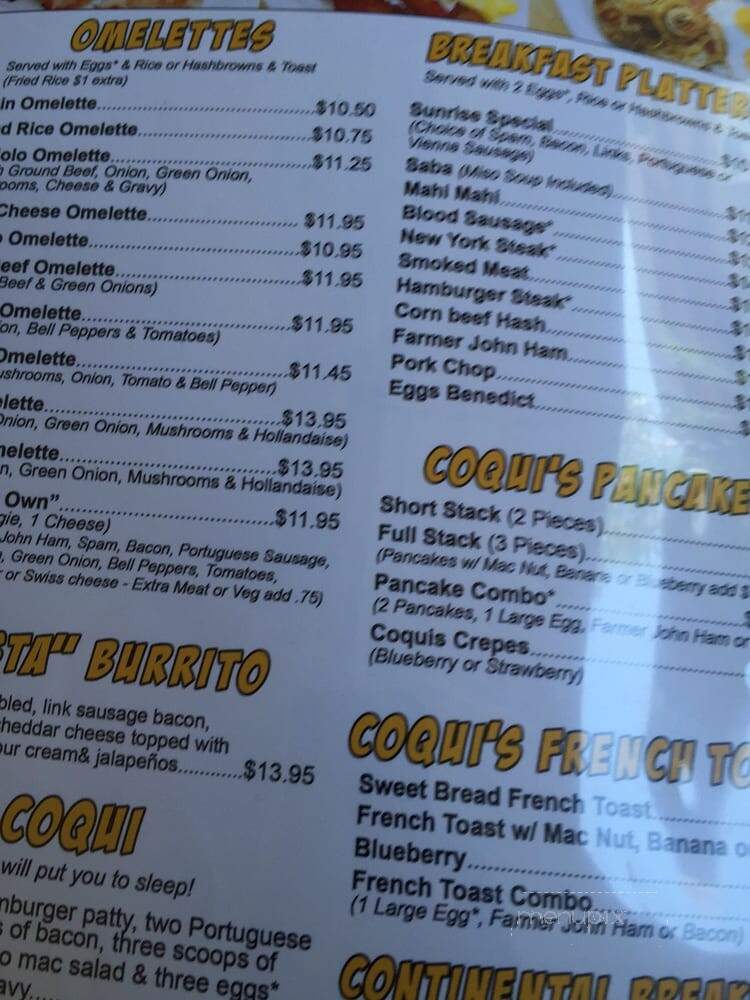 OMELETTES
Served with Eggs* & Rice or Hashbrowns & Toast
(Fried Rice $1 extra)
in Omelette $10.50
d Rice Omelette $10.75
olo Omelette $11.25
Ground Beef, Onion, Green Onion,
ooms, Cheese & Gravy)
Cheese Omelette $11.95
Omelette $10.95
eef Omelette $11.95
Beef & Green Onions)
Omelette $11.95
on, Bell Peppers & Tomatoes)
Omelette $11.45
ushrooms, Onion, Tomato & Bell Pepper)
elette $13.95
Onion, Green Onion, Mushrooms & Hollandaise)
melette $13.95
n, Green Onion, Mushrooms & Hollandaise)
Own" $11.95
gie, 1 Cheese)
John Ham, Spam, Bacon, Portuguese Sausage,
Green Onion, Bell Peppers, Tomatoes,
or Swiss cheese - Extra Meat or Veg add .75)
STA" BURRITO
bled, link sausage bacon,
cheddar cheese topped with
our cream& jalapeños $13.95
COQUI
will put you to sleep!
mburger patty, two Portuguese
s of bacon, three scoops of
o mac salad & three eggs*
avy
BREAKFAST PLATTER
Served with 2 Eggs*, Rice or Hashbrowns &
Sunrise Special
(Choice of Spam, Bacon, Links, Portuguese or
Vienna Sausage)
Saba (Miso Soup Included)
Mahi Mahi
Blood Sausage*
New York Steak*
Smoked Meat
Hamburger Steak*
Corn beef Hash
Farmer John Ham
Pork Chop
Eggs Benedict
COQUI'S PANCAKE
Short Stack (2 Pieces)
Full Stack (3 Pieces)
(Pancakes w/ Mac Nut, Banana or Blueberry add $
Pancake Combo*
(2 Pancakes, 1 Large Egg, Farmer John Ham or
Coquis Crepes
(Blueberry or Strawberry)
COQUI'S FRENCH TO
Sweet Bread French Toast
French Toast w/ Mac Nut, Banana o
Blueberry
French Toast Combo
(1 Large Egg*, Farmer John Ham or Bacon)
menupix
CONTINENTAL BREAK